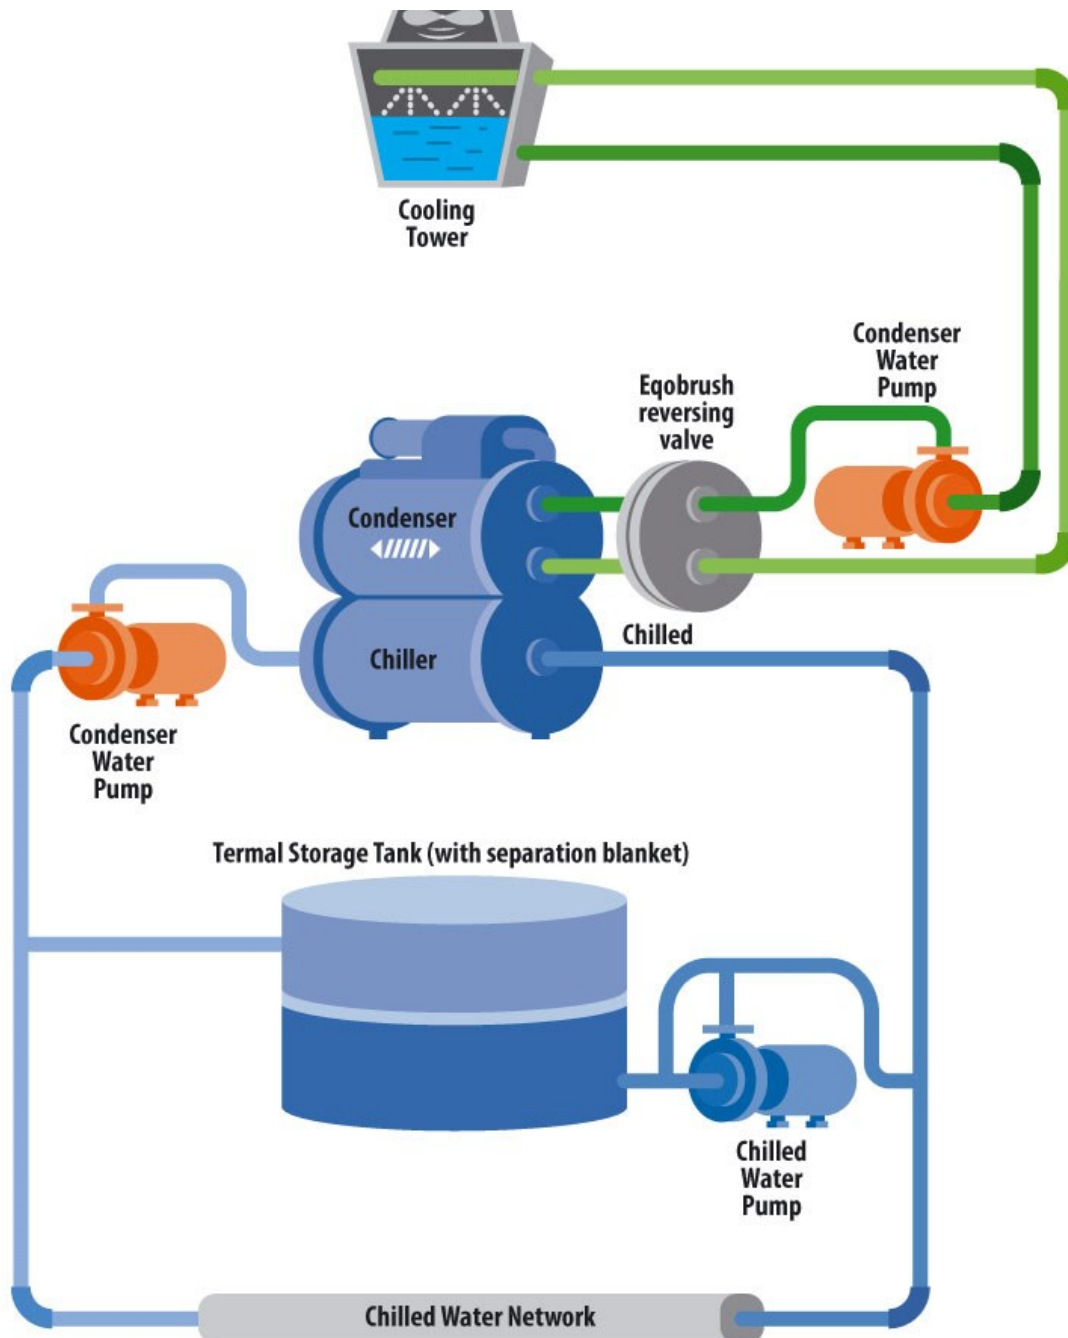 Cooling
Tower
Condenser
Water
Pump
Eqobrush
reversing
valve
Condenser
Chilled
Chiller
Condenser
Water
Pump
Termal Storage Tank (with separation blanket)
Chilled
Water
Pump
Chilled Water Network